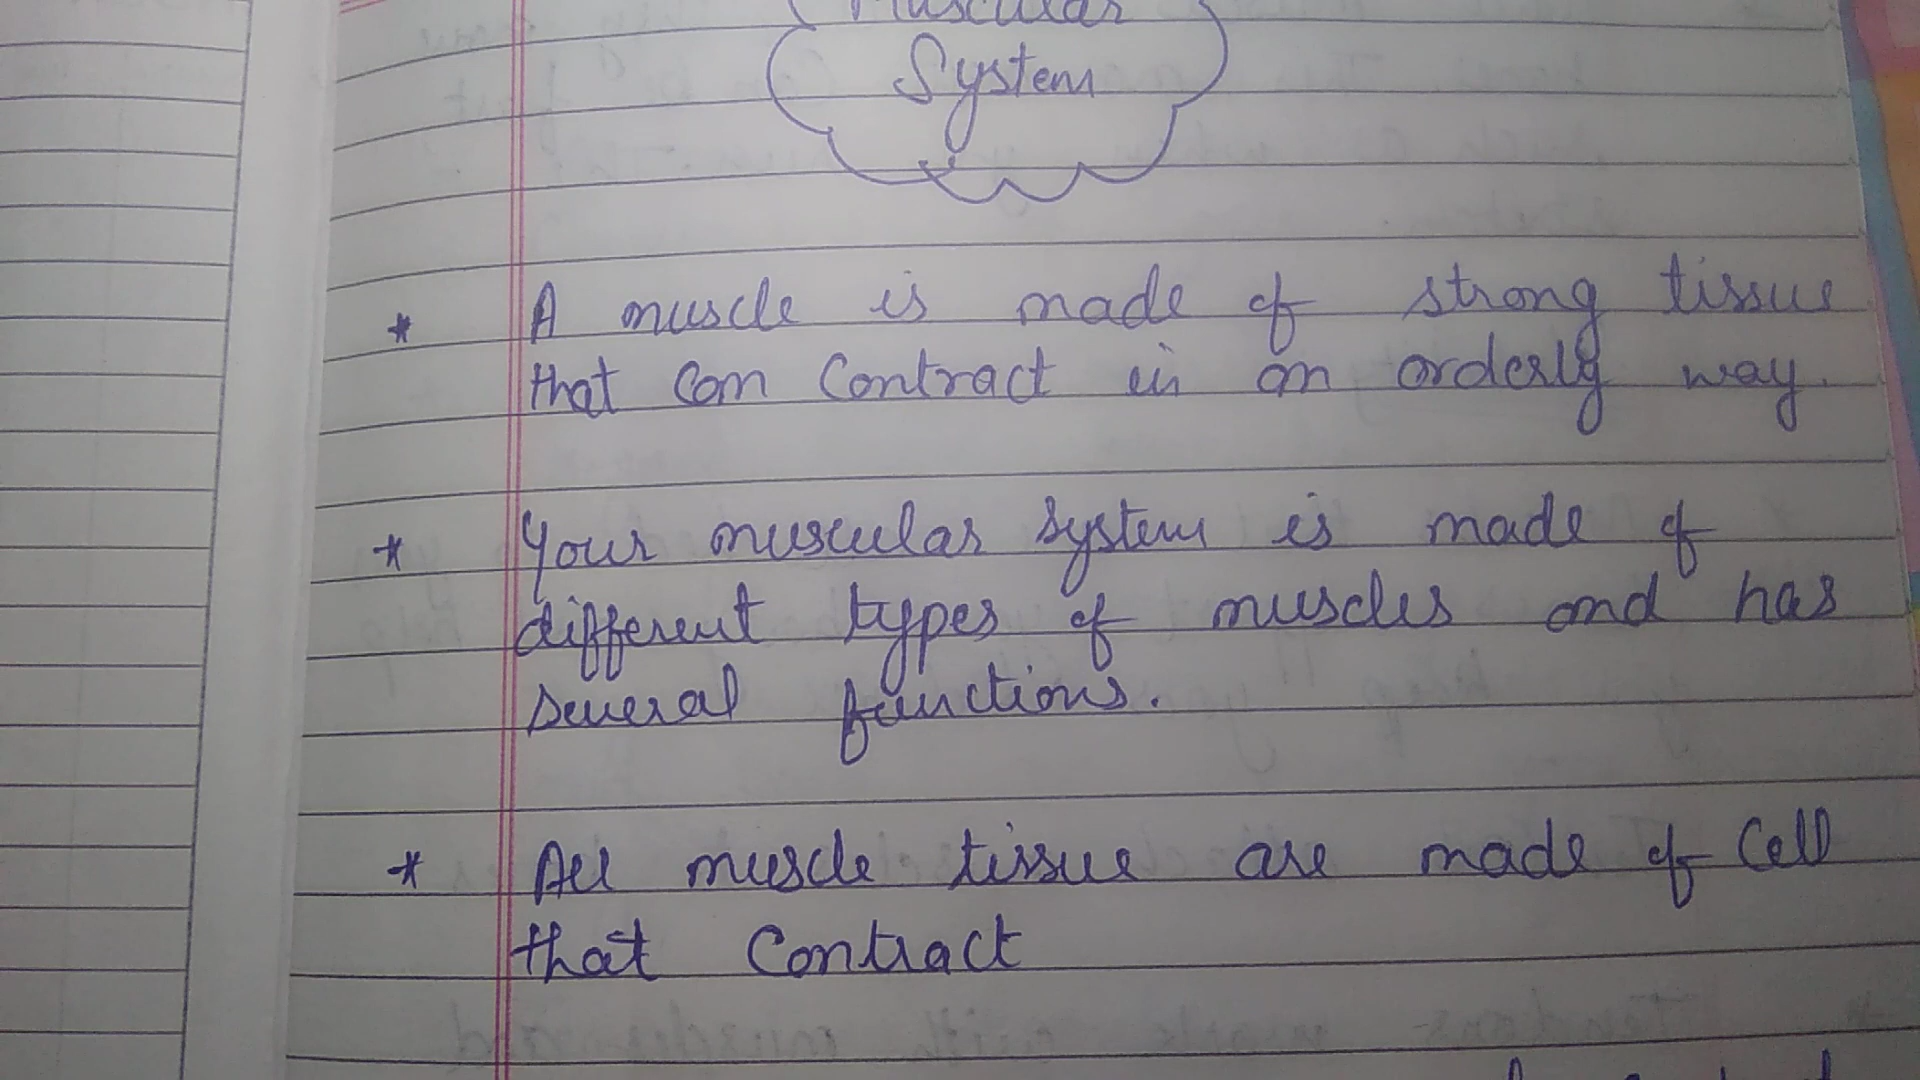 Muscular
System
* A muscle is made of strong tissue
that can contract in an orderly way.
* Your muscular system is made of
different types of muscles and has
several functions.
* All muscle tissue are made of Cell
that Contract